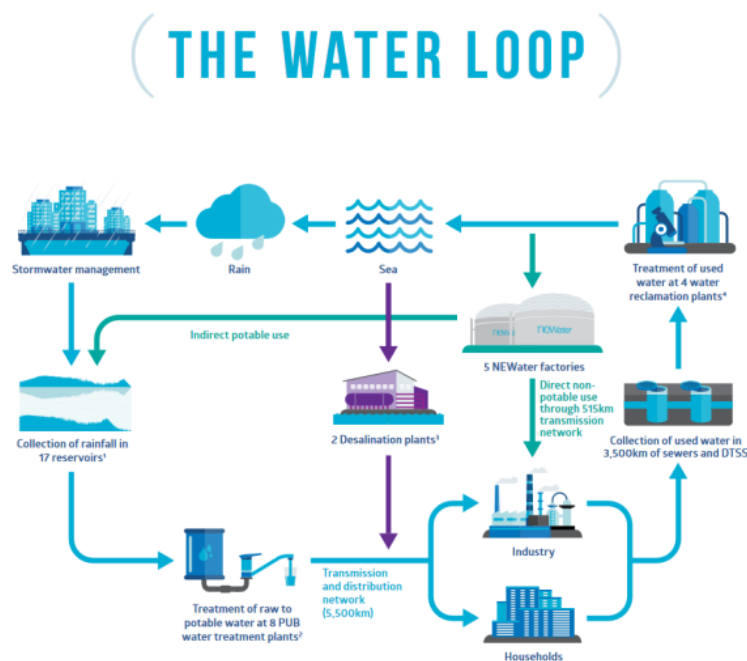 THE WATER LOOP
Stormwater management
Rain
Sea
Treatment of used
water at 4 water
reclamation plants⁴
Indirect potable use
NEWater
5 NEWater factories
Direct non-
potable use
through 515km
transmission
network
Collection of rainfall in
17 reservoirs¹
2 Desalination plants³
Collection of used water in
3,500km of sewers and DTSS
Industry
Treatment of raw to
potable water at 8 PUB
water treatment plants²
Transmission
and distribution
network
(5,500km)
Households